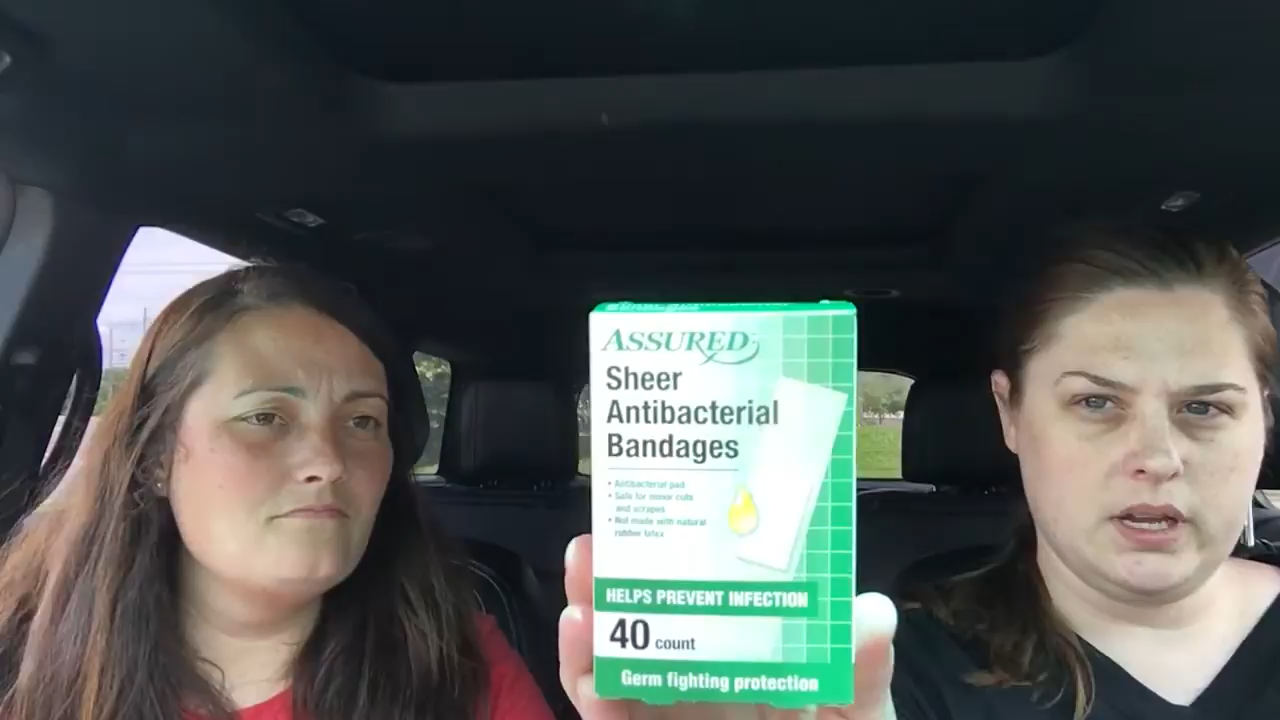 ASSURED
Sheer
Antibacterial
Bandages
• Antibacterial pad
• Safe for minor cuts
and scrapes
• Not made with natural
rubber latex
HELPS PREVENT INFECTION
40 count
Germ fighting protection